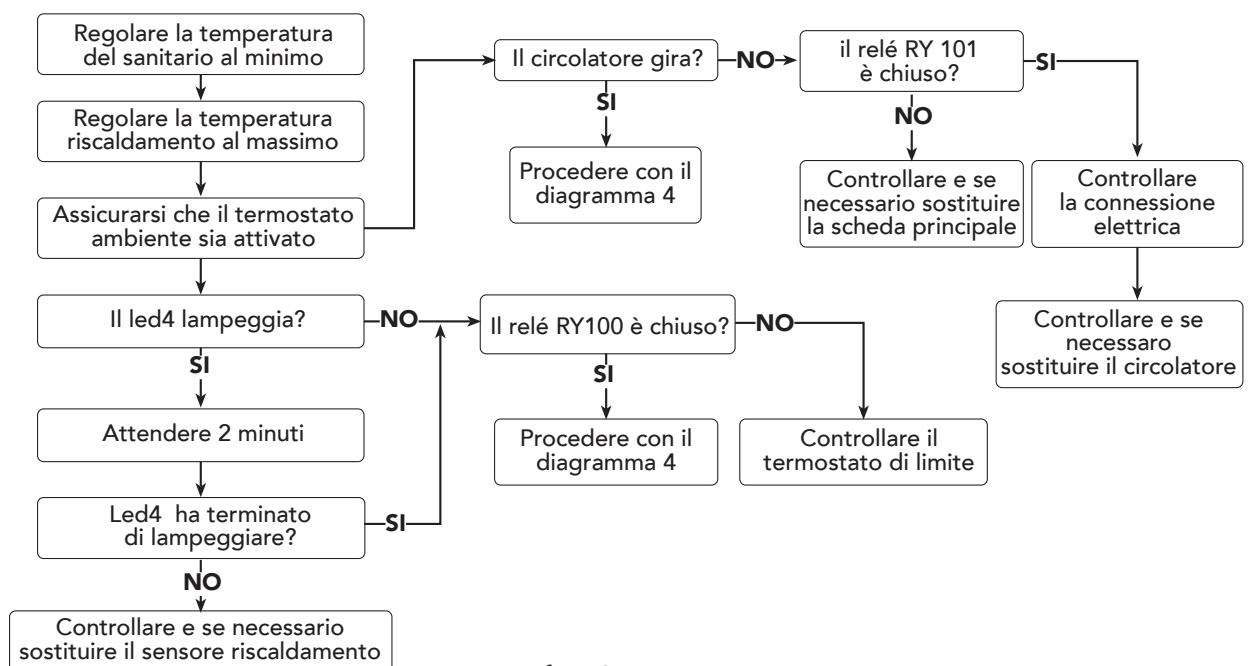 Regolare la temperatura
del sanitario al minimo
Regolare la temperatura
riscaldamento al massimo
Assicurarsi che il termostato
ambiente sia attivato
Il led4 lampeggia?
NO
SI
Attendere 2 minuti
Led4 ha terminato
di lampeggiare?
SI
NO
Controllare e se necessario
sostituire il sensore riscaldamento
Il circolatore gira?
NO
SI
Procedere con il
diagramma 4
il relé RY 101
è chiuso?
SI
NO
Controllare e se
necessario sostituire
la scheda principale
Controllare
la connessione
elettrica
Controllare e se
necessaro
sostituire il circolatore
Il relé RY100 è chiuso?
NO
SI
Procedere con il
diagramma 4
Controllare il
termostato di limite